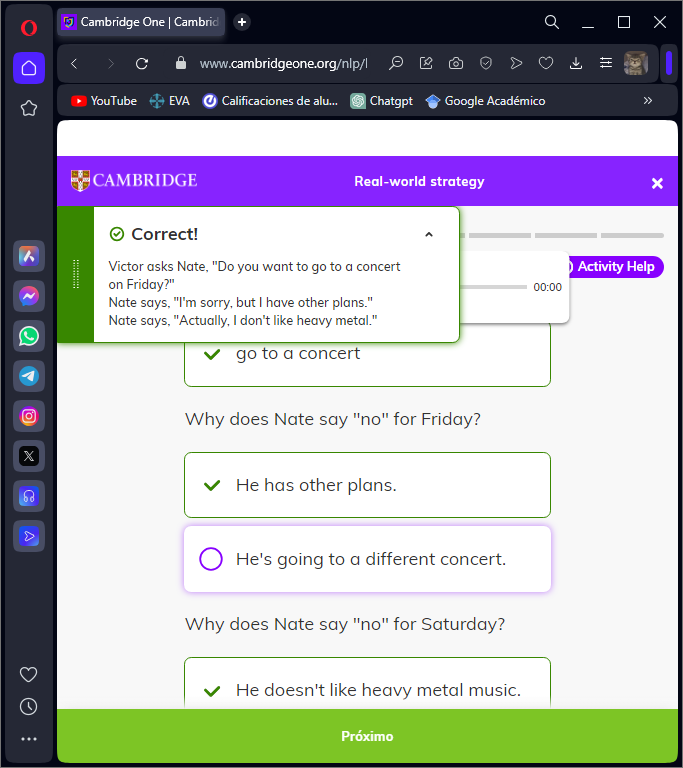 Cambridge One | Cambrid
www.cambridgeone.org/nlp/l
YouTube
EVA
Calificaciones de alu...
Chatgpt
Google Académico
CAMBRIDGE
Real-world strategy
Correct!
Victor asks Nate, "Do you want to go to a concert
on Friday?"
Nate says, "I'm sorry, but I have other plans."
Nate says, "Actually, I don't like heavy metal."
Activity Help
00:00
go to a concert
Why does Nate say "no" for Friday?
He has other plans.
He's going to a different concert.
Why does Nate say "no" for Saturday?
He doesn't like heavy metal music.
Próximo